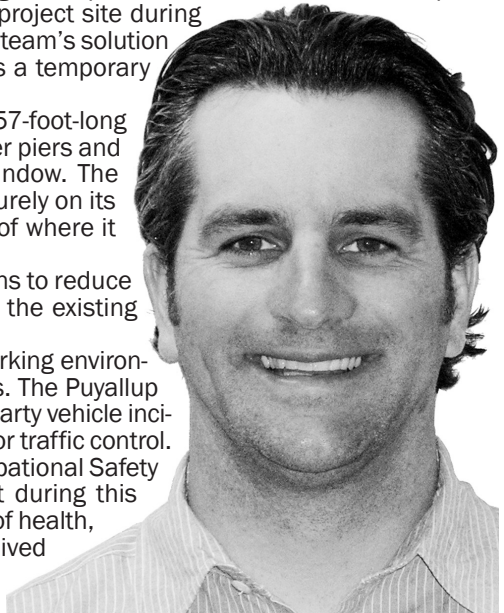 project site during
team’s solution
s a temporary
57-foot-long
er piers and
ndow. The
urely on its
of where it
ns to reduce
the existing
rking environ-
s. The Puyallup
arty vehicle inci-
or traffic control.
pational Safety
t during this
of health,
ived